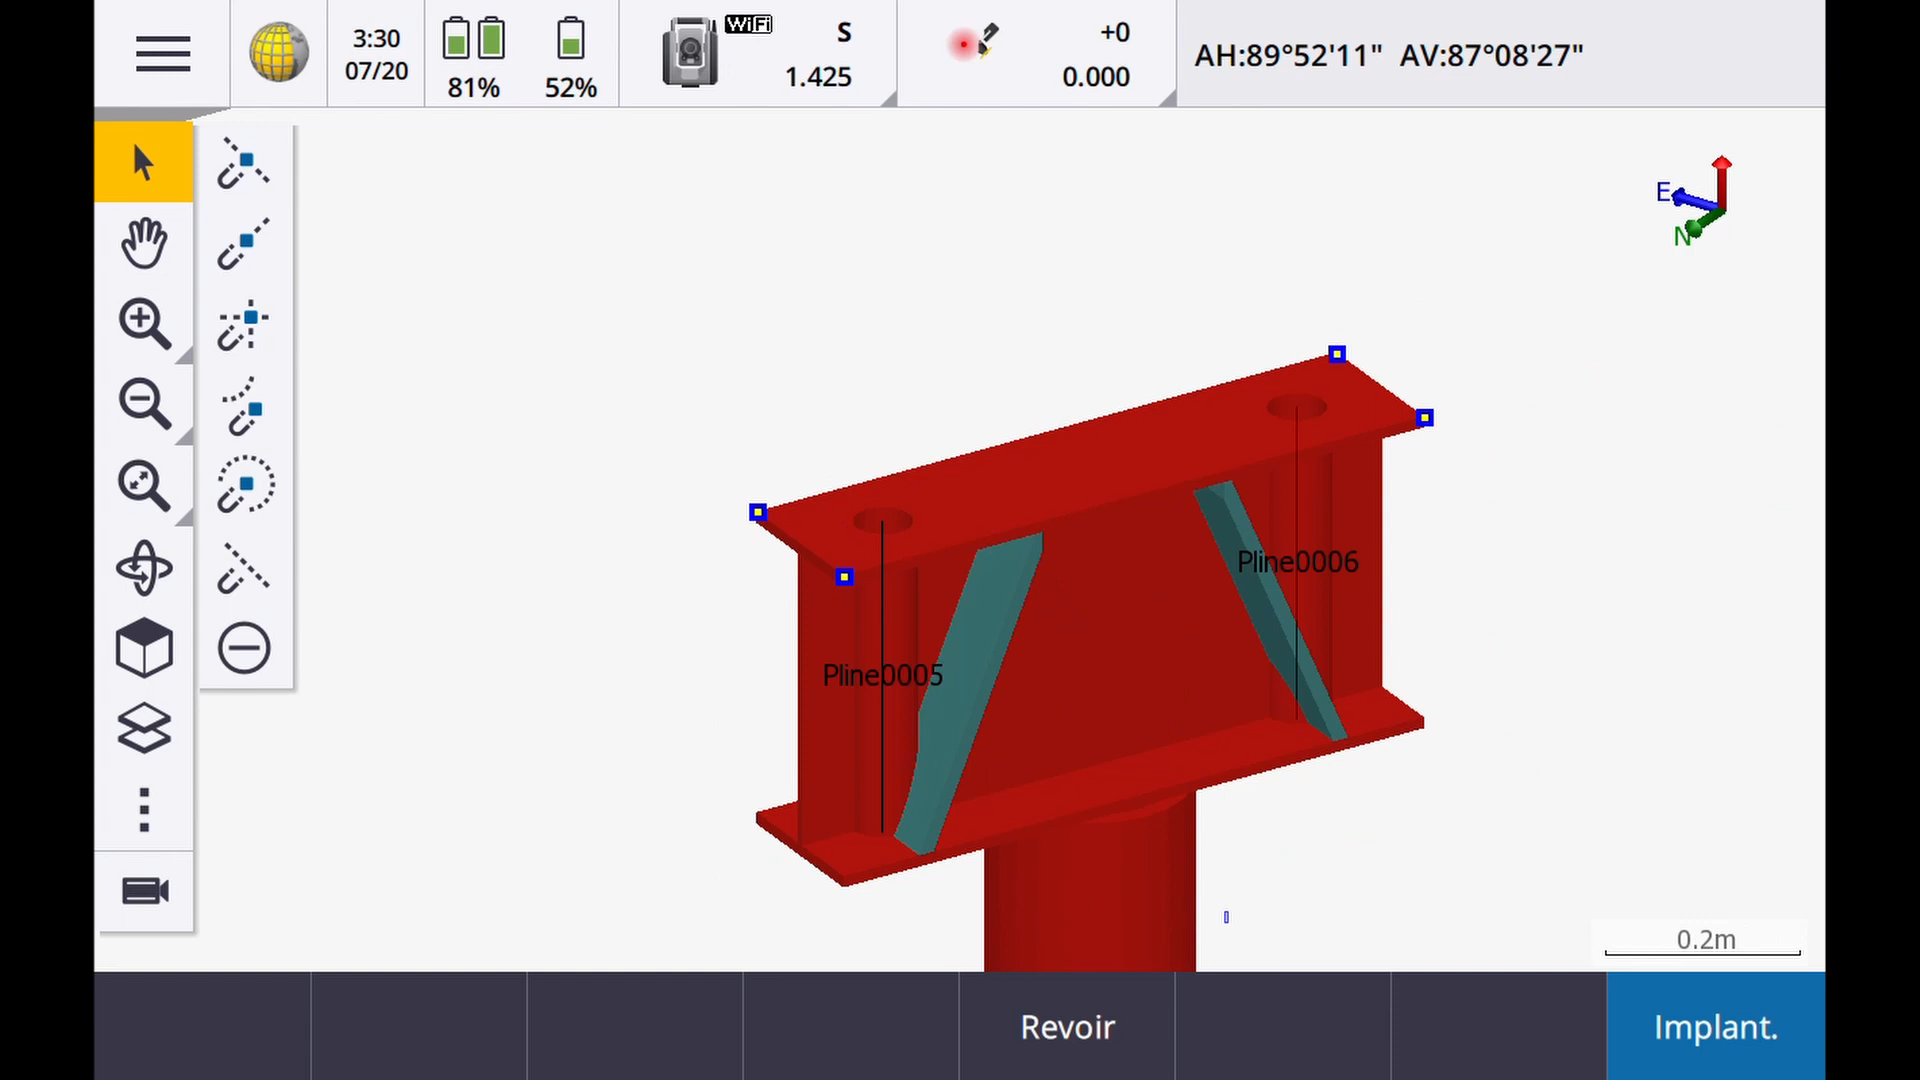 3:30
07/20
81%
52%
WiFi
S
1.425
+0
0.000
AH:89°52'11" AV:87°08'27"
E
N
Pline0006
Pline0005
0.2m
Revoir
Implant.